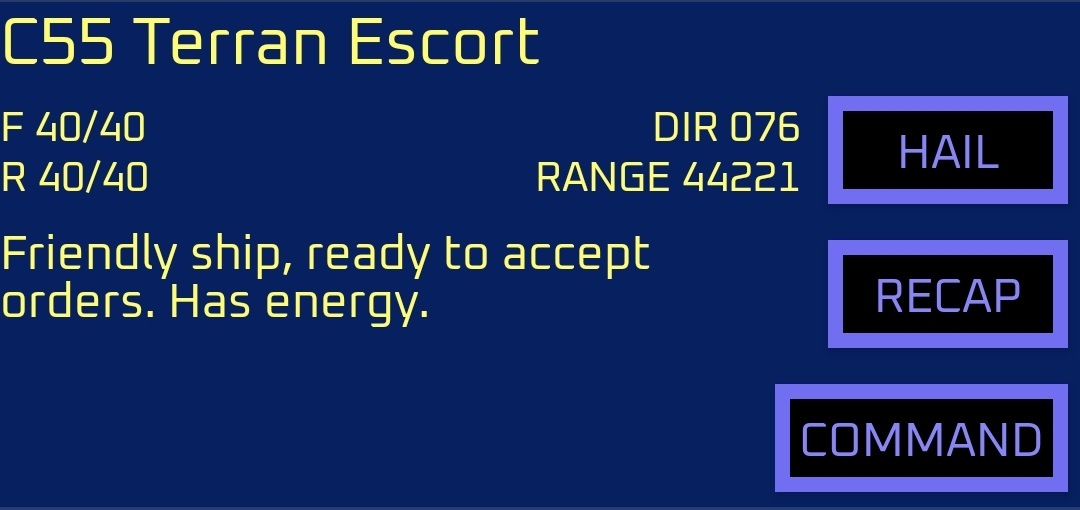 C55 Terran Escort
F 40/40
DIR 076
HAIL
R 40/40
RANGE 44221
Friendly ship, ready to accept
orders. Has energy.
RECAP
COMMAND